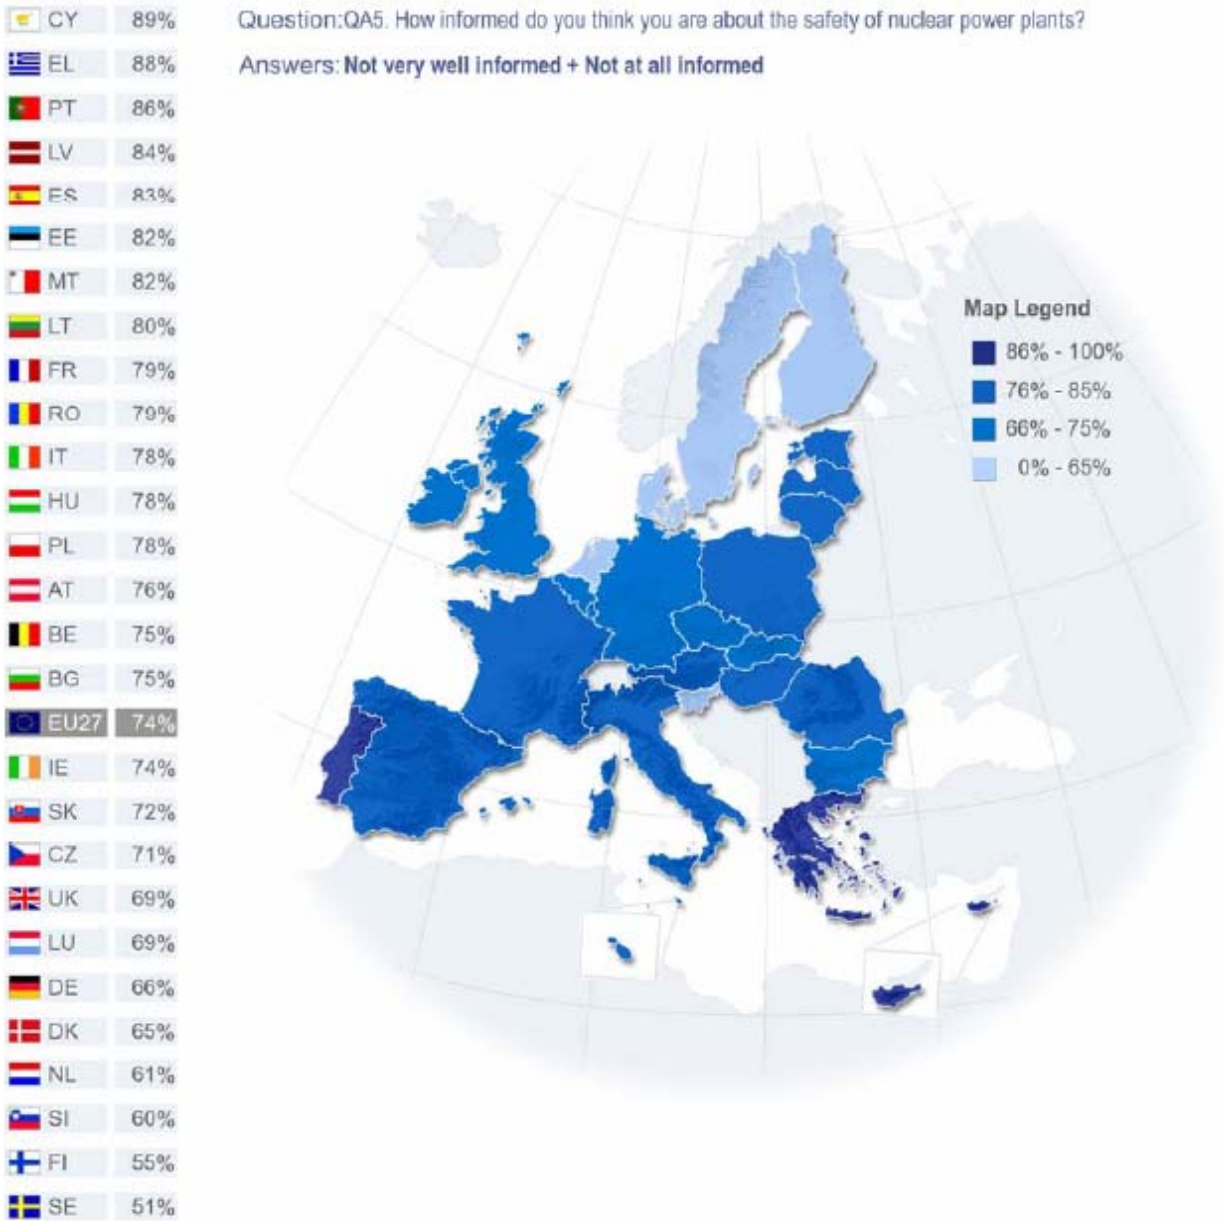 CY 89%
Question:QA5. How informed do you think you are about the safety of nuclear power plants?
EL 88%
Answers: Not very well informed + Not at all informed
PT 86%
LV 84%
ES 83%
EE 82%
MT 82%
LT 80%
FR 79%
RO 79%
IT 78%
HU 78%
PL 78%
AT 76%
BE 75%
BG 75%
EU27 74%
IE 74%
SK 72%
CZ 71%
UK 69%
LU 69%
DE 66%
DK 65%
NL 61%
SI 60%
FI 55%
SE 51%
Map Legend
86% - 100%
76% - 85%
66% - 75%
0% - 65%